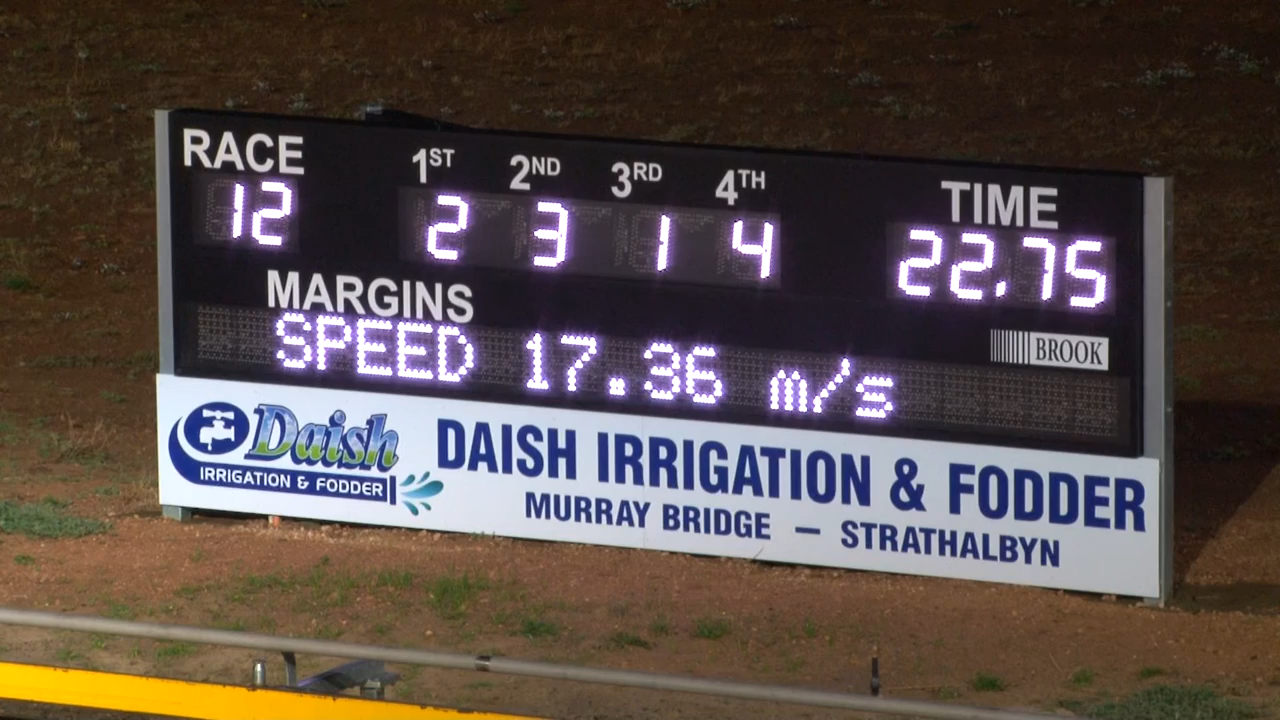 RACE 1ST 2ND 3RD 4TH TIME
12 2 3 1 4 22.75
MARGINS
SPEED 17.36 m/s
BROOK
Daish
IRRIGATION & FODDER
DAISH IRRIGATION & FODDER
MURRAY BRIDGE – STRATHALBYN